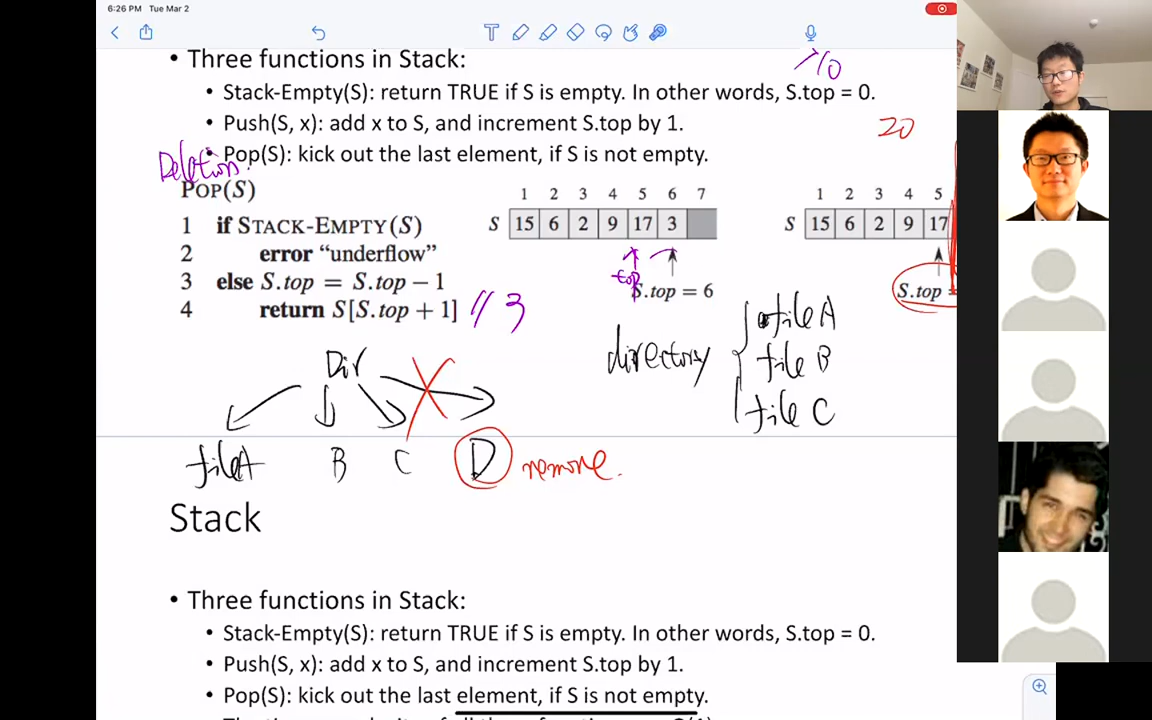 6:26 PM Tue Mar 2
• Three functions in Stack:
• Stack-Empty(S): return TRUE if S is empty. In other words, S.top = 0.
• Push(S, x): add x to S, and increment S.top by 1.
20
• Pop(S): kick out the last element, if S is not empty.
Deletion.
POP(S)
1 if STACK-EMPTY(S)
2 error "underflow"
3 else S.top = S.top − 1
4 return S[S.top + 1] // 3
1 2 3 4 5 6 7
S 15 6 2 9 17 3
top
S.top = 6
1 2 3 4 5
S 15 6 2 9 17
S.top =
directory
file A
file B
file C
Dir
file A B C D remove.
Stack
• Three functions in Stack:
• Stack-Empty(S): return TRUE if S is empty. In other words, S.top = 0.
• Push(S, x): add x to S, and increment S.top by 1.
• Pop(S): kick out the last element, if S is not empty.